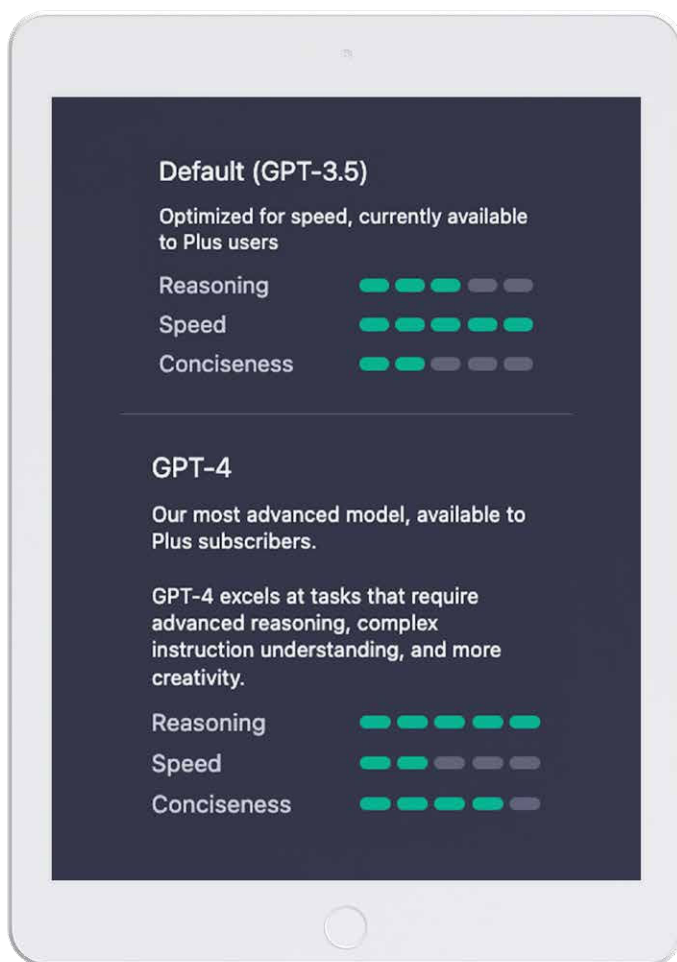 Default (GPT-3.5)
Optimized for speed, currently available
to Plus users
Reasoning
Speed
Conciseness
GPT-4
Our most advanced model, available to
Plus subscribers.
GPT-4 excels at tasks that require
advanced reasoning, complex
instruction understanding, and more
creativity.
Reasoning
Speed
Conciseness